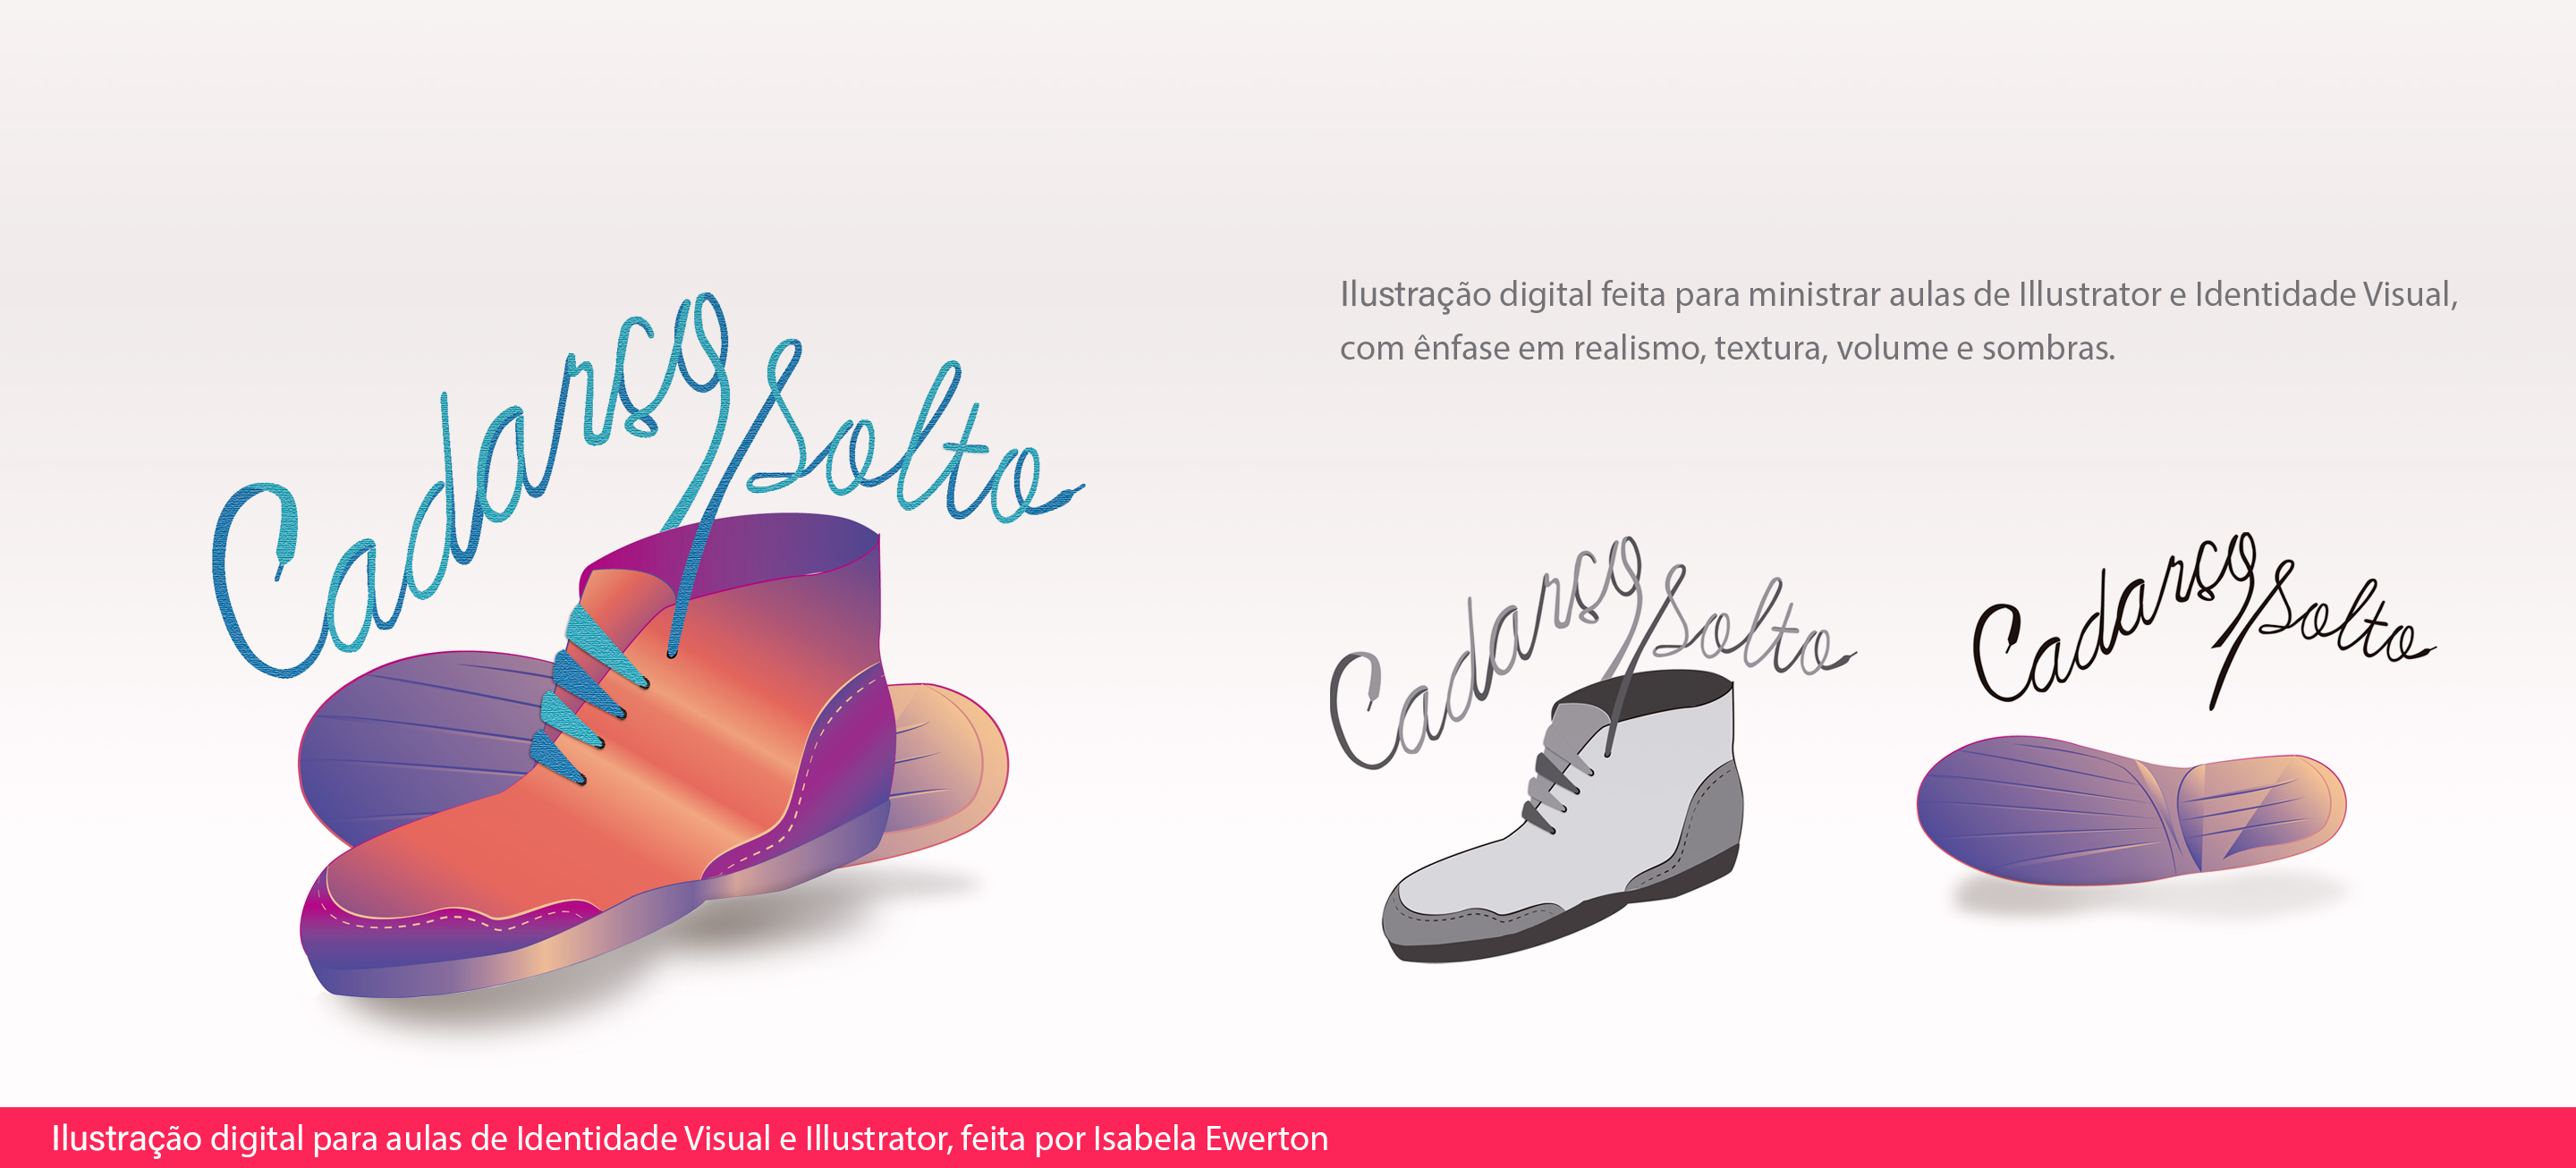 Cadarço Solto
Ilustração digital feita para ministrar aulas de Illustrator e Identidade Visual,
com ênfase em realismo, textura, volume e sombras.
Cadarço Solto
Cadarço Solto
Ilustração digital para aulas de Identidade Visual e Illustrator, feita por Isabela Ewerton